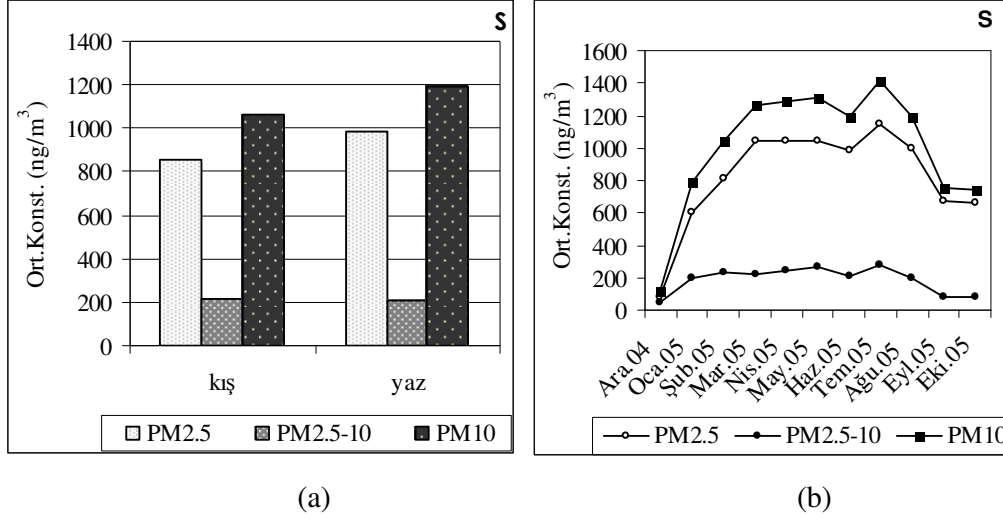 S
Ort.Konst. (ng/m³)
1400
1200
1000
800
600
400
200
0
kış
yaz
PM2.5
PM2.5-10
PM10
(a)
S
Ort.Konst. (ng/m³)
1600
1400
1200
1000
800
600
400
200
0
Ara.04
Oca.05
Şub.05
Mar.05
Nis.05
May.05
Haz.05
Tem.05
Ağu.05
Eyl.05
Eki.05
PM2.5
PM2.5-10
PM10
(b)